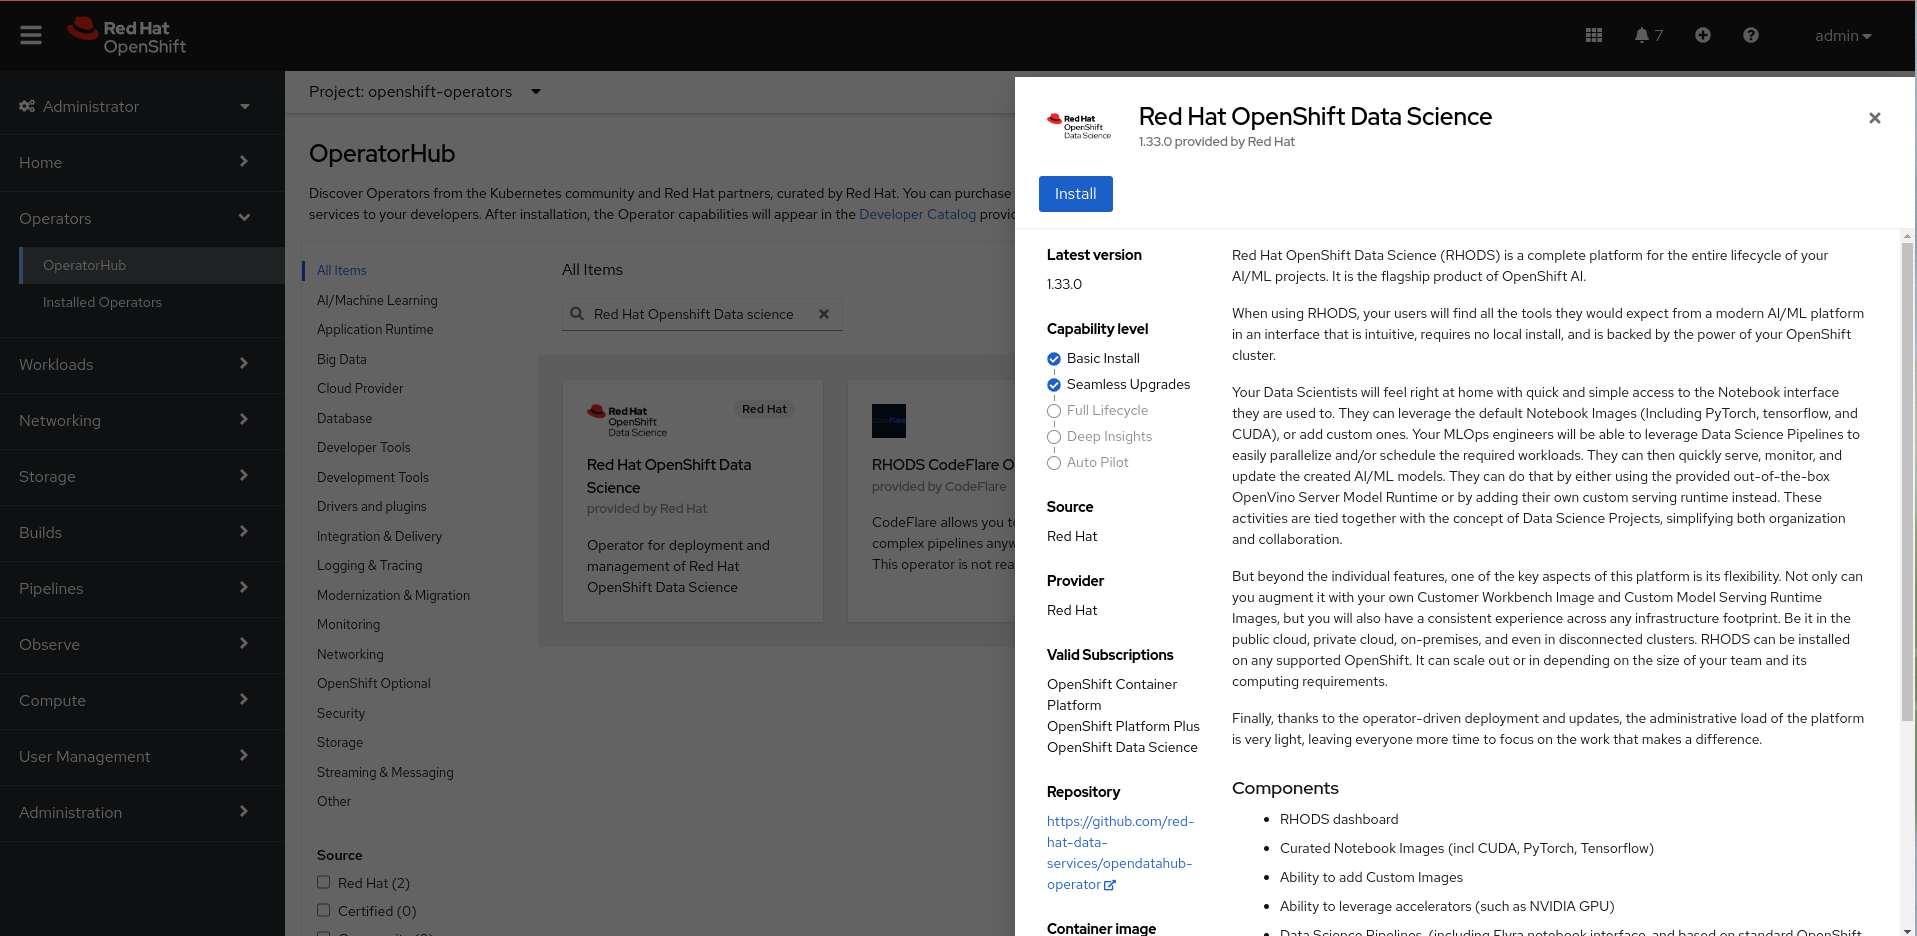 Red Hat
OpenShift
7
admin
Administrator
Home
Operators
OperatorHub
Installed Operators
Workloads
Networking
Storage
Builds
Pipelines
Observe
Compute
User Management
Administration
Project: openshift-operators
OperatorHub
Discover Operators from the Kubernetes community and Red Hat partners, curated by Red Hat. You can purchase
services to your developers. After installation, the Operator capabilities will appear in the Developer Catalog
All Items
AI/Machine Learning
Application Runtime
Big Data
Cloud Provider
Database
Developer Tools
Development Tools
Drivers and plugins
Integration & Delivery
Logging & Tracing
Modernization & Migration
Monitoring
Networking
OpenShift Optional
Security
Storage
Streaming & Messaging
Other
Source
Red Hat (2)
Certified (0)
All Items
Red Hat Openshift Data science
Red Hat
OpenShift
Data Science
Red Hat
Red Hat OpenShift Data
Science
provided by Red Hat
Operator for deployment and
management of Red Hat
OpenShift Data Science
CodeFlare
RHODS CodeFlare O
provided by CodeFlare
CodeFlare allows you t
complex pipelines anyw
This operator is not rea
Red Hat
OpenShift
Data Science
Red Hat OpenShift Data Science
1.33.0 provided by Red Hat
Install
Latest version
1.33.0
Capability level
Basic Install
Seamless Upgrades
Full Lifecycle
Deep Insights
Auto Pilot
Source
Red Hat
Provider
Red Hat
Valid Subscriptions
OpenShift Container
Platform
OpenShift Platform Plus
OpenShift Data Science
Repository
https://github.com/red-
hat-data-
services/opendatahub-
operator
Container image
Red Hat OpenShift Data Science (RHODS) is a complete platform for the entire lifecycle of your
AI/ML projects. It is the flagship product of OpenShift AI.
When using RHODS, your users will find all the tools they would expect from a modern AI/ML platform
in an interface that is intuitive, requires no local install, and is backed by the power of your OpenShift
cluster.
Your Data Scientists will feel right at home with quick and simple access to the Notebook interface
they are used to. They can leverage the default Notebook Images (Including PyTorch, tensorflow, and
CUDA), or add custom ones. Your MLOps engineers will be able to leverage Data Science Pipelines to
easily parallelize and/or schedule the required workloads. They can then quickly serve, monitor, and
update the created AI/ML models. They can do that by either using the provided out-of-the-box
OpenVino Server Model Runtime or by adding their own custom serving runtime instead. These
activities are tied together with the concept of Data Science Projects, simplifying both organization
and collaboration.
But beyond the individual features, one of the key aspects of this platform is its flexibility. Not only can
you augment it with your own Customer Workbench Image and Custom Model Serving Runtime
Images, but you will also have a consistent experience across any infrastructure footprint. Be it in the
public cloud, private cloud, on-premises, and even in disconnected clusters. RHODS can be installed
on any supported OpenShift. It can scale out or in depending on the size of your team and its
computing requirements.
Finally, thanks to the operator-driven deployment and updates, the administrative load of the platform
is very light, leaving everyone more time to focus on the work that makes a difference.
Components
RHODS dashboard
Curated Notebook Images (incl CUDA, PyTorch, Tensorflow)
Ability to add Custom Images
Ability to leverage accelerators (such as NVIDIA GPU)
Data Science Pipelines. (including Elyra notebook interface, and based on standard OpenShift